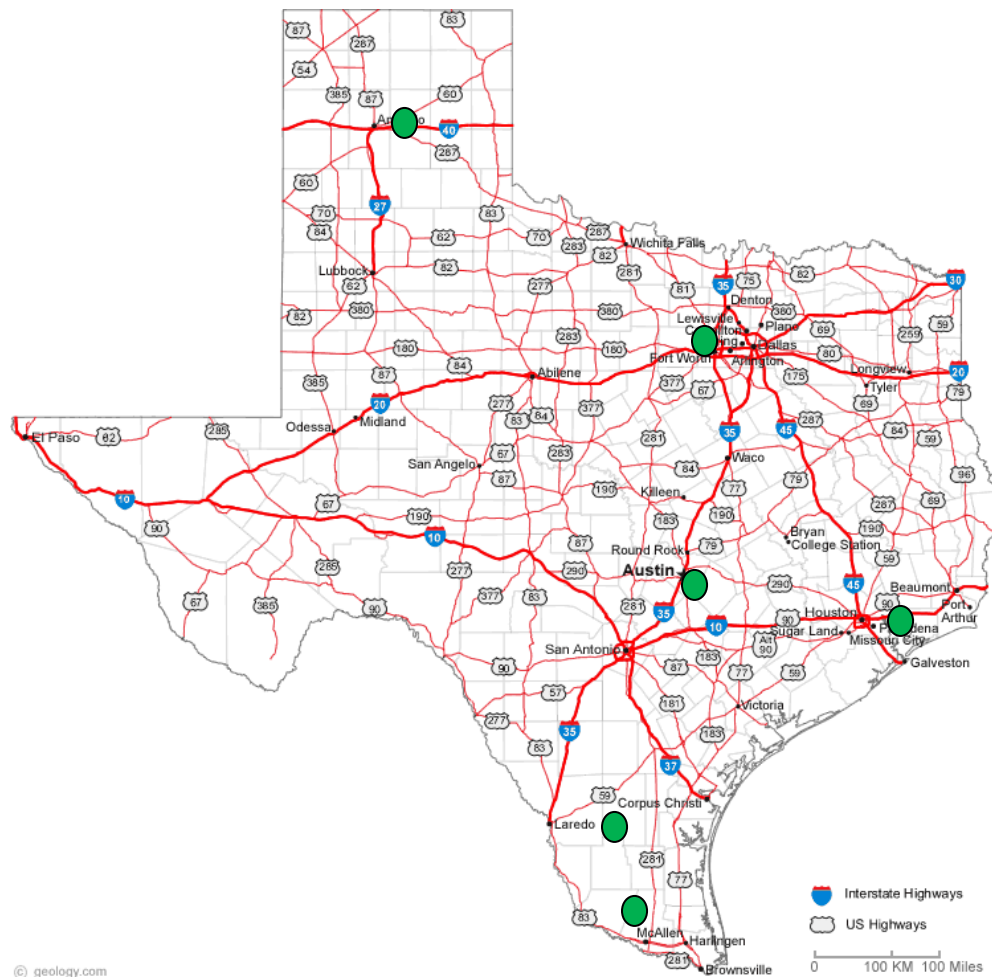 83
87
287
54
385
87
60
40
287
60
27
70
84
83
62
70
287
283
Wichita Falls
82
281
Lubbock
62
82
277
81
35
75
82
30
Denton
380
Lewisville
Plano
82
380
283
380
69
259
59
Dallas
Fort Worth
Arlington
180
84
180
80
Longview
20
87
Abilene
377
67
175
Tyler
79
385
20
277
83
84
377
69
Midland
Odessa
287
El Paso
62
285
35
45
84
59
281
67
283
San Angelo
87
84
Waco
96
Killeen
77
79
10
67
190
190
287
69
90
190
183
190
190
10
87
Round Rock
79
Bryan
College Station
59
285
277
290
Austin
290
45
Beaumont
67
385
377
83
281
35
10
90
Houston
90
Port
Arthur
90
Sugar Land
Missouri City
Alt
90
San Antonio
90
87
183
77
59
Galveston
57
181
Victoria
277
35
83
183
37
59
Corpus Christi
Laredo
281
77
83
McAllen
Harlingen
281
Brownsville
Interstate Highways
US Highways
0
100 KM
100 Miles
(c) geology.com